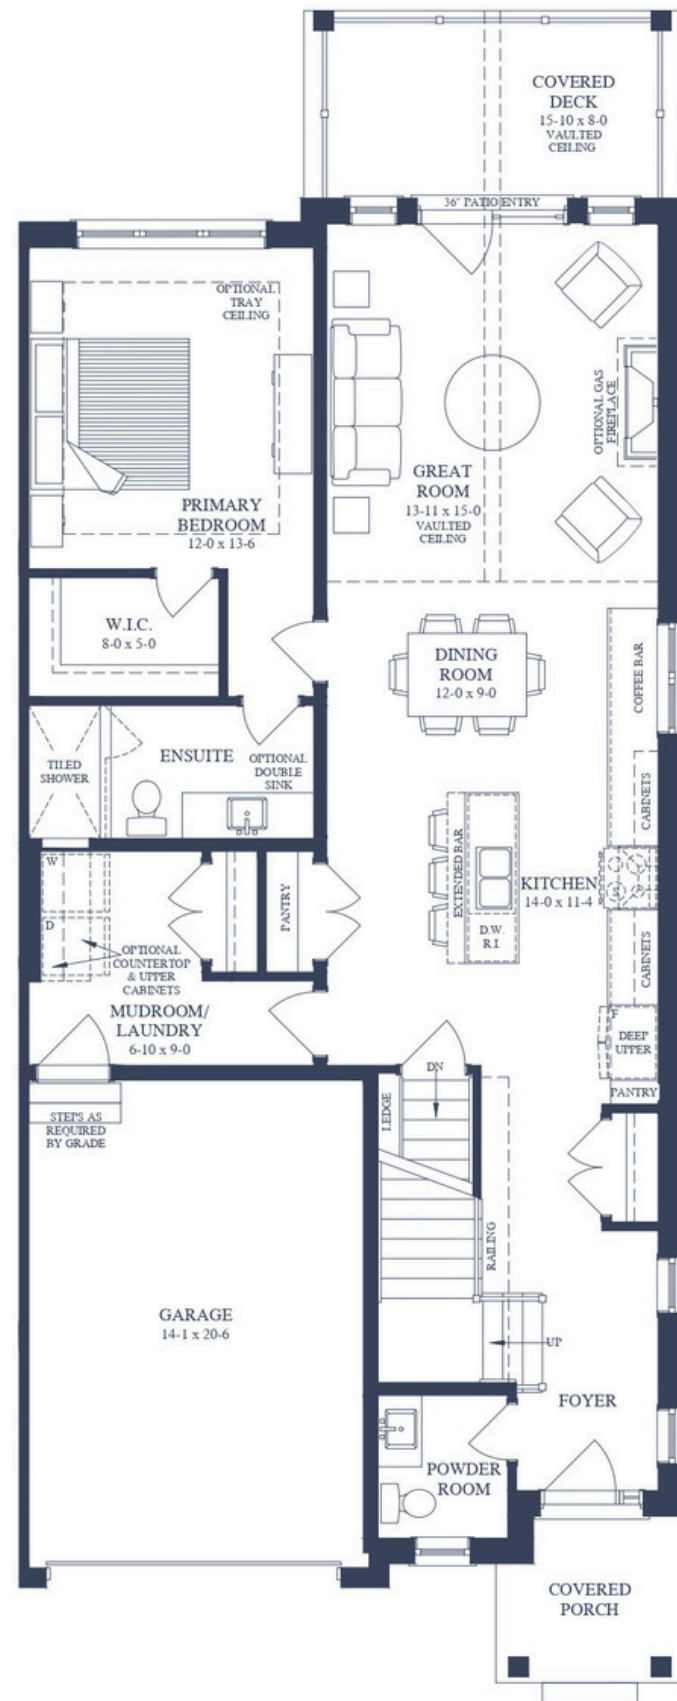 COVERED
DECK
15-10 x 8-0
VAULTED
CEILING
36" PATIO ENTRY
OPTIONAL
TRAY
CEILING
OPTIONAL GAS
FIREPLACE
GREAT
ROOM
13-11 x 15-0
VAULTED
CEILING
PRIMARY
BEDROOM
12-0 x 13-6
W.I.C.
8-0 x 5-0
DINING
ROOM
12-0 x 9-0
COFFEE BAR
TILED
SHOWER
ENSUITE
OPTIONAL
DOUBLE
SINK
CABINETS
EXTENDED BAR
KITCHEN
14-0 x 11-4
D.W.
R.I.
W
D
PANTRY
OPTIONAL
COUNTERTOP
& UPPER
CABINETS
CABINETS
MUDROOM/
LAUNDRY
6-10 x 9-0
F
DEEP
UPPER
PANTRY
DN
LEDGE
STEPS AS
REQUIRED
BY GRADE
RAILING
GARAGE
14-1 x 20-6
UP
FOYER
POWDER
ROOM
COVERED
PORCH